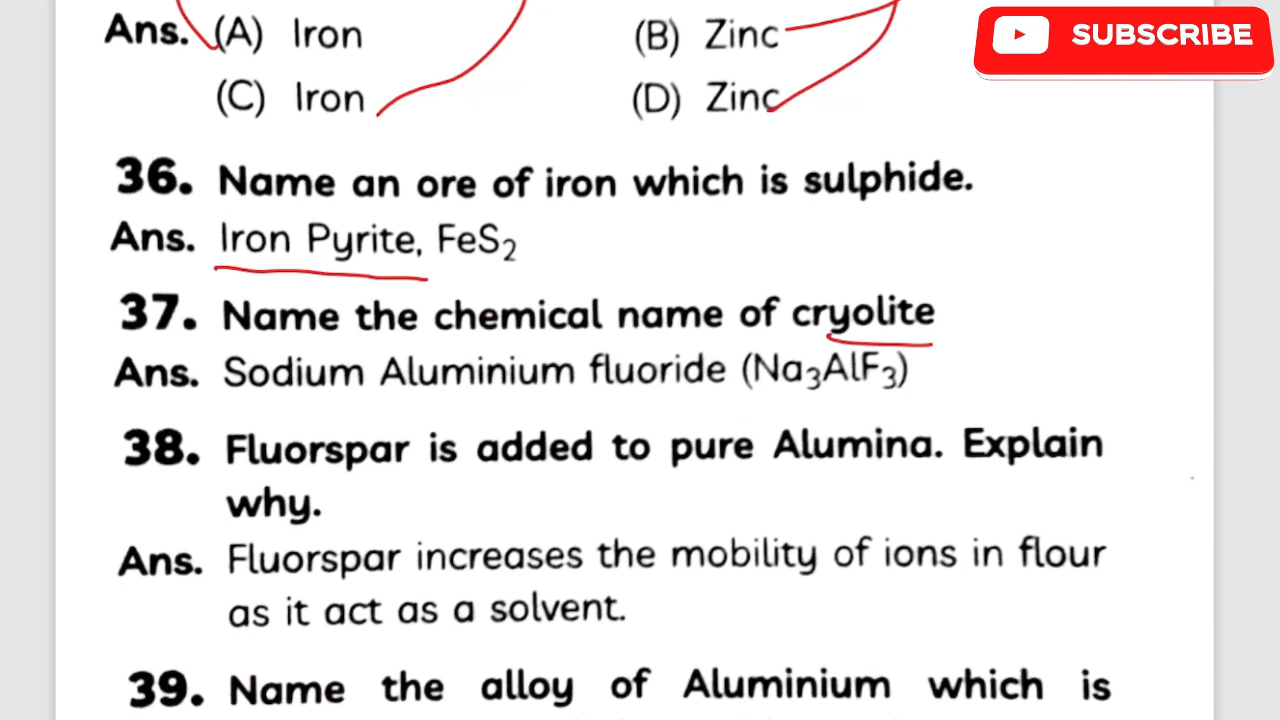 SUBSCRIBE
Ans. (A) Iron (B) Zinc
(C) Iron (D) Zinc
36. Name an ore of iron which is sulphide.
Ans. Iron Pyrite, FeS₂
37. Name the chemical name of cryolite
Ans. Sodium Aluminium fluoride (Na₃AlF₃)
38. Fluorspar is added to pure Alumina. Explain
why.
Ans. Fluorspar increases the mobility of ions in flour
as it act as a solvent.
39. Name the alloy of Aluminium which is